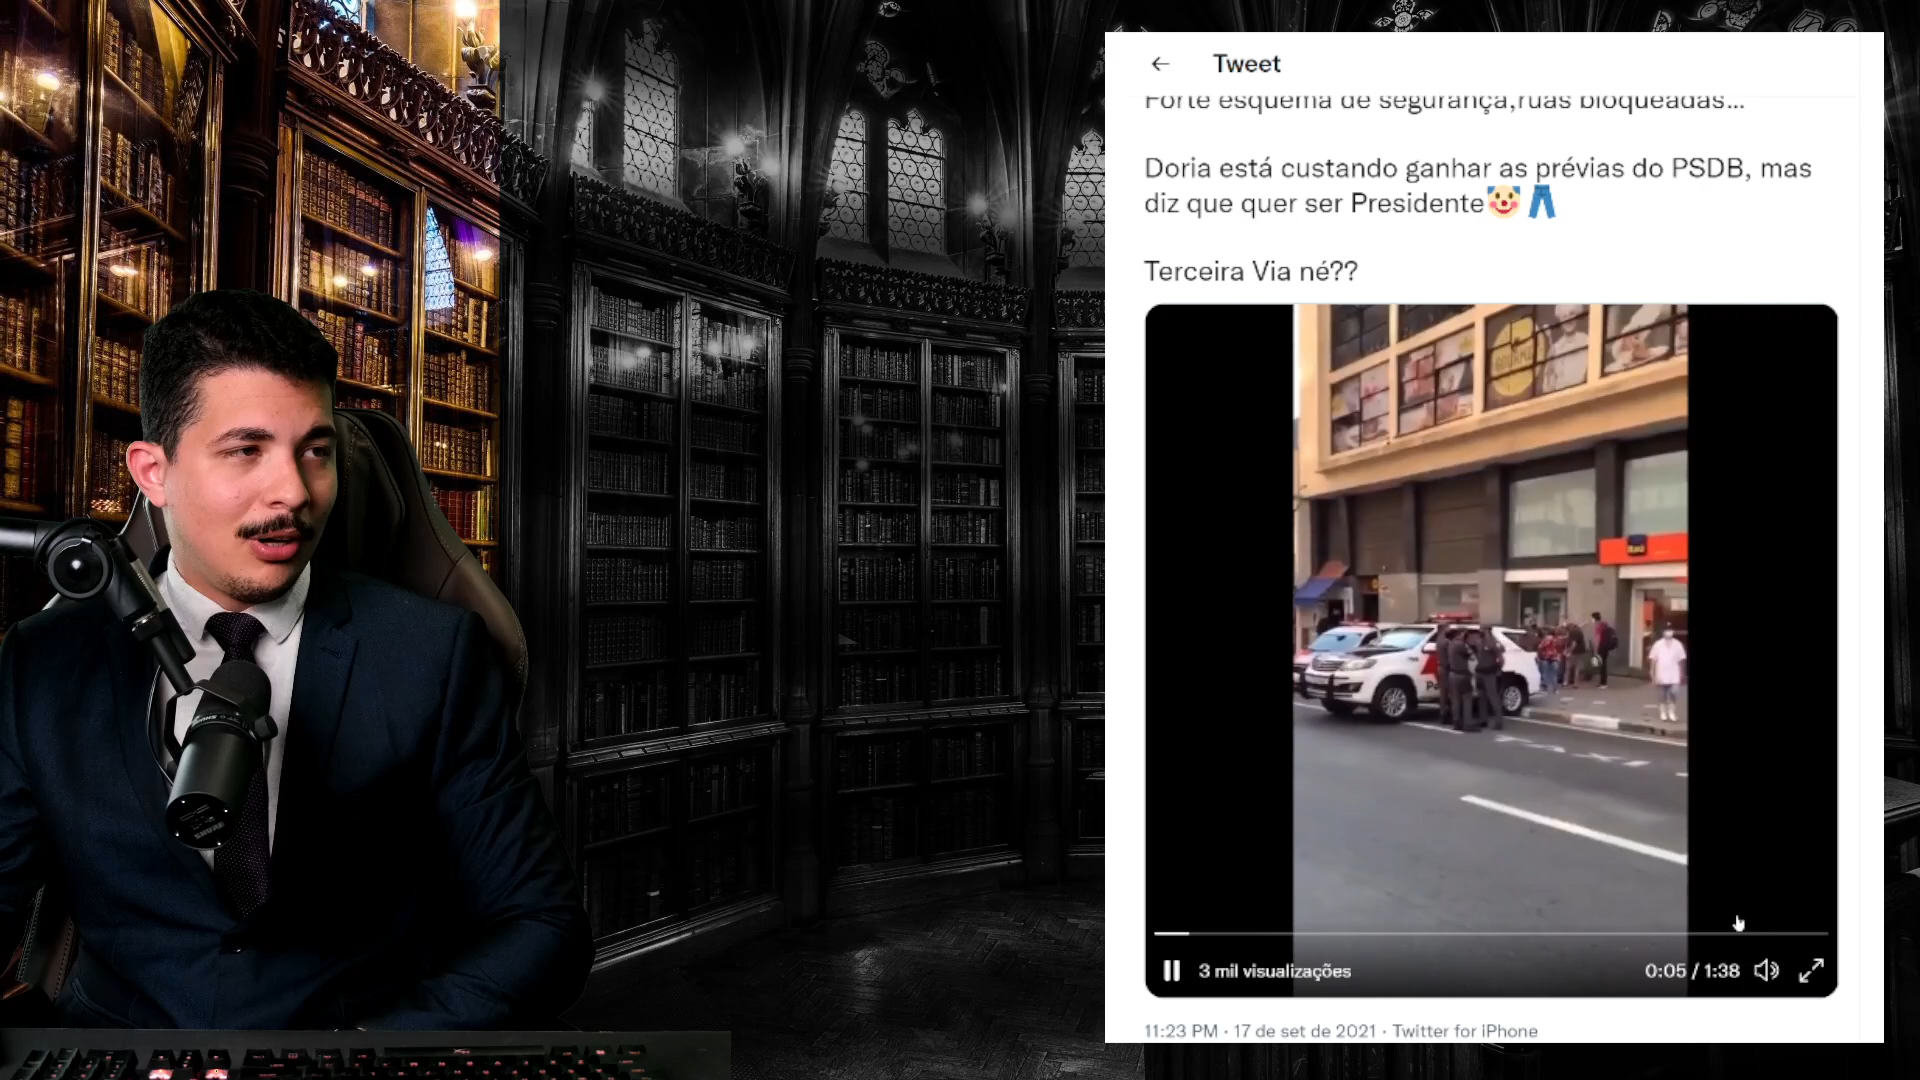 Tweet
Forte esquema de segurança,ruas bloqueadas...
Doria está custando ganhar as prévias do PSDB, mas
diz que quer ser Presidente🤡👖
Terceira Via né??
Itaú
3 mil visualizações
0:05 / 1:38
11:23 PM · 17 de set de 2021 · Twitter for iPhone
SHURE